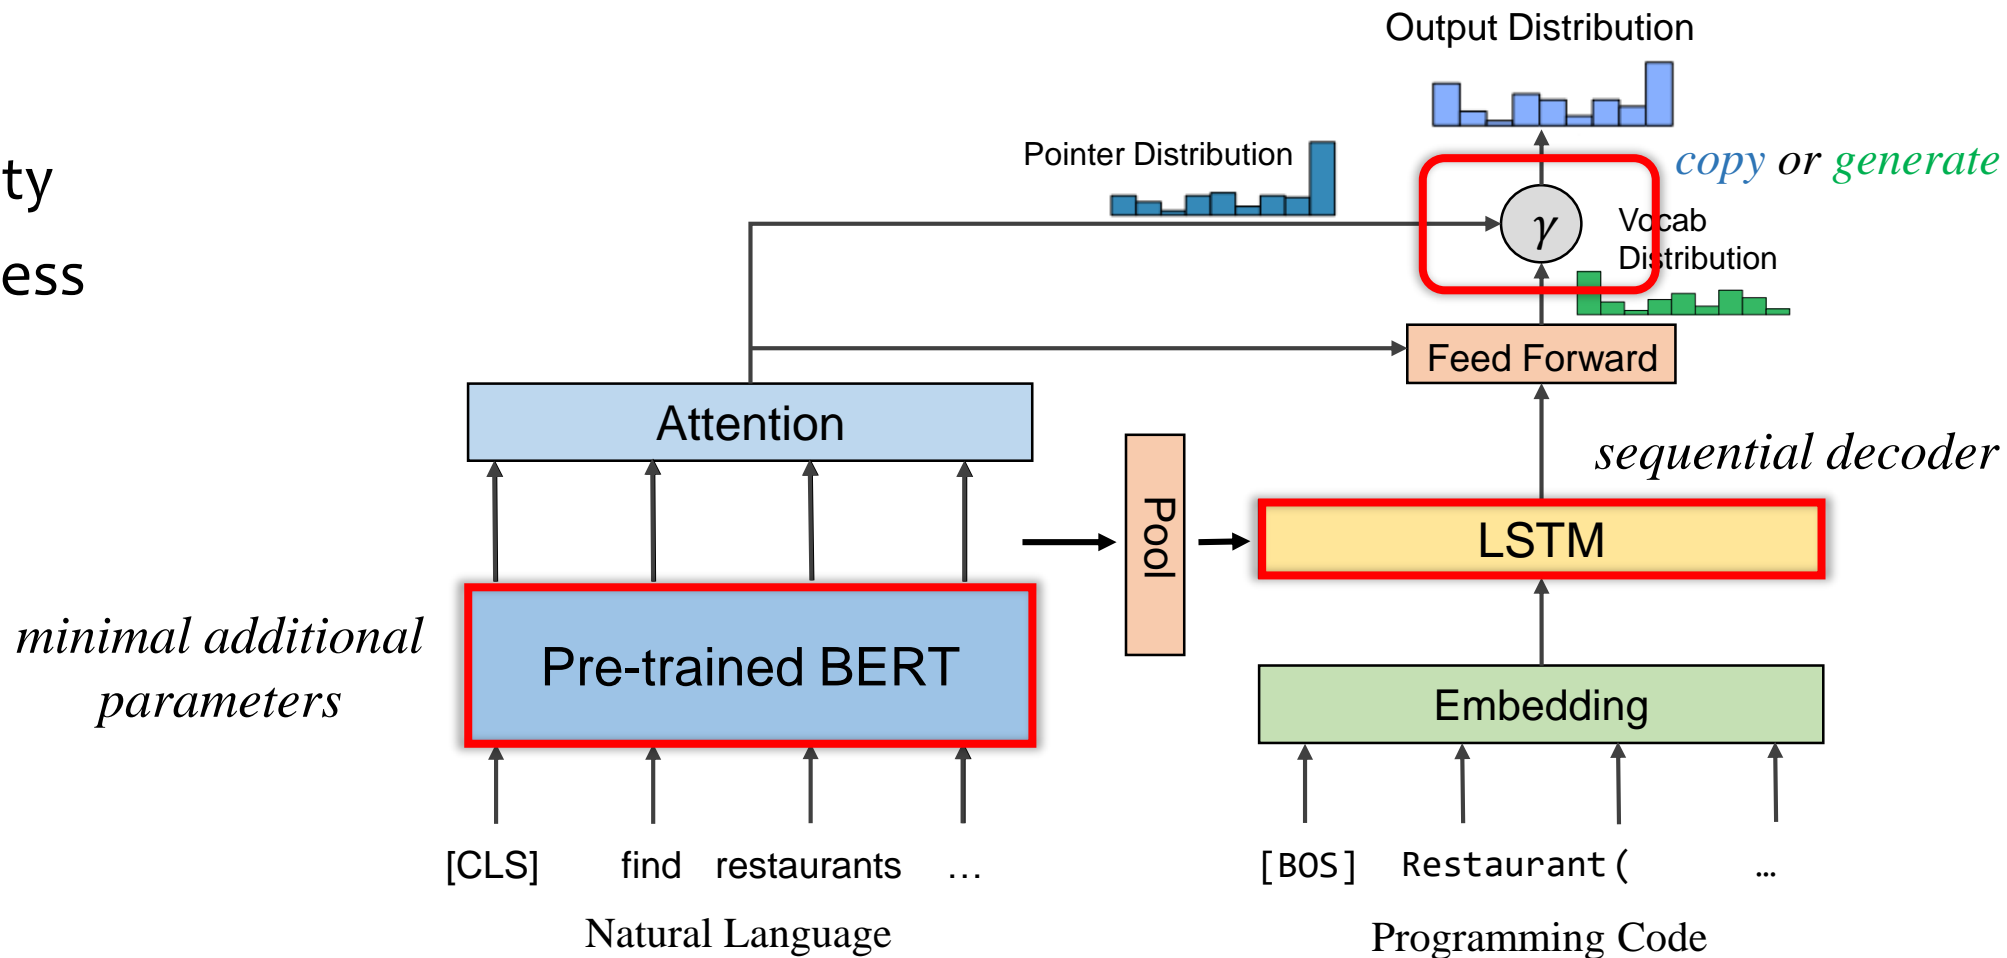 Output Distribution
copy or generate
Pointer Distribution
ty
ess
γ
Vocab
Distribution
Feed Forward
Attention
sequential decoder
Pool
LSTM
minimal additional
parameters
Pre-trained BERT
Embedding
[CLS] find restaurants …
[BOS] Restaurant( …
Natural Language
Programming Code